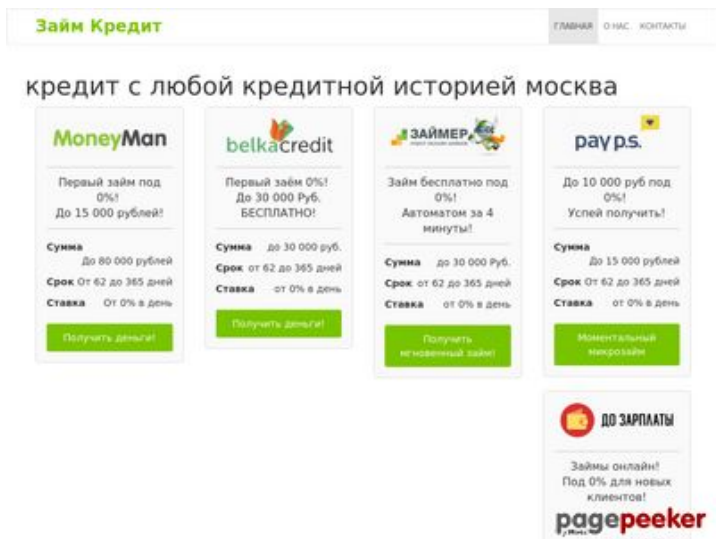 Займ Кредит
ГЛАВНАЯ О НАС. КОНТАКТЫ
кредит с любой кредитной историей москва
MoneyMan
Первый займ под
0%!
До 15 000 рублей!
Сумма
До 80 000 рублей
Срок От 62 до 365 дней
Ставка От 0% в день
Получить деньги!
belkacredit
Первый заём 0%!
До 30 000 Руб.
БЕСПЛАТНО!
Сумма до 30 000 руб.
Срок от 62 до 365 дней
Ставка от 0% в день
Получить деньги!
ЗАЙМЕР
Займ бесплатно под
0%!
Автоматом за 4
минуты!
Сумма до 30 000 Руб.
Срок от 62 до 365 дней
Ставка от 0% в день
Получить
мгновенный займ!
pay p.s.
До 10 000 руб под
0%!
Успей получить!
Сумма
До 15 000 рублей
Срок От 62 до 365 дней
Ставка от 0% в день
Моментальный
микрозайм
ДО ЗАРПЛАТЫ
Займы онлайн!
Под 0% для новых
клиентов!
pagepeeker